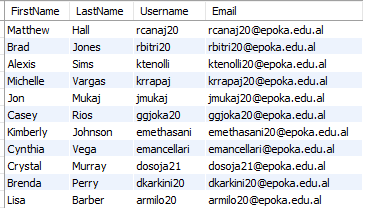 FirstName LastName Username Email
Matthew Hall rcanaj20 rcanaj20@epoka.edu.al
Brad Jones rbitri20 rbitri20@epoka.edu.al
Alexis Sims ktenolli ktenolli20@epoka.edu.al
Michelle Vargas krrapaj krrapaj@epoka.edu.al
Jon Mukaj jmukaj jmukaj20@epoka.edu.al
Casey Rios ggjoka20 ggjoka20@epoka.edu.al
Kimberly Johnson emethasani emethasani20@epoka.edu.al
Cynthia Vega emancellari emancellari@epoka.edu.al
Crystal Murray dosoja21 dosoja21@epoka.edu.al
Brenda Perry dkarkini20 dkarkini20@epoka.edu.al
Lisa Barber armilo20 armilo20@epoka.edu.al